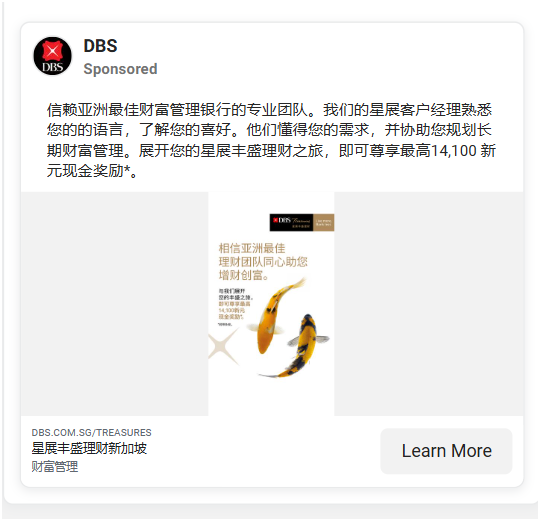 DBS
Sponsored
DBS
信赖亚洲最佳财富管理银行的专业团队。我们的星展客户经理熟悉
您的的语言，了解您的喜好。他们懂得您的需求，并协助您规划长
期财富管理。展开您的星展丰盛理财之旅，即可尊享最高14,100 新
元现金奖励*。
DBS Treasures
相信亚洲最佳
理财团队同心助您
增财创富。
与我们展开
您的丰盛之旅，
即可尊享最高
14,100新元
现金奖励*。
DBS.COM.SG/TREASURES
星展丰盛理财新加坡
财富管理
Learn More